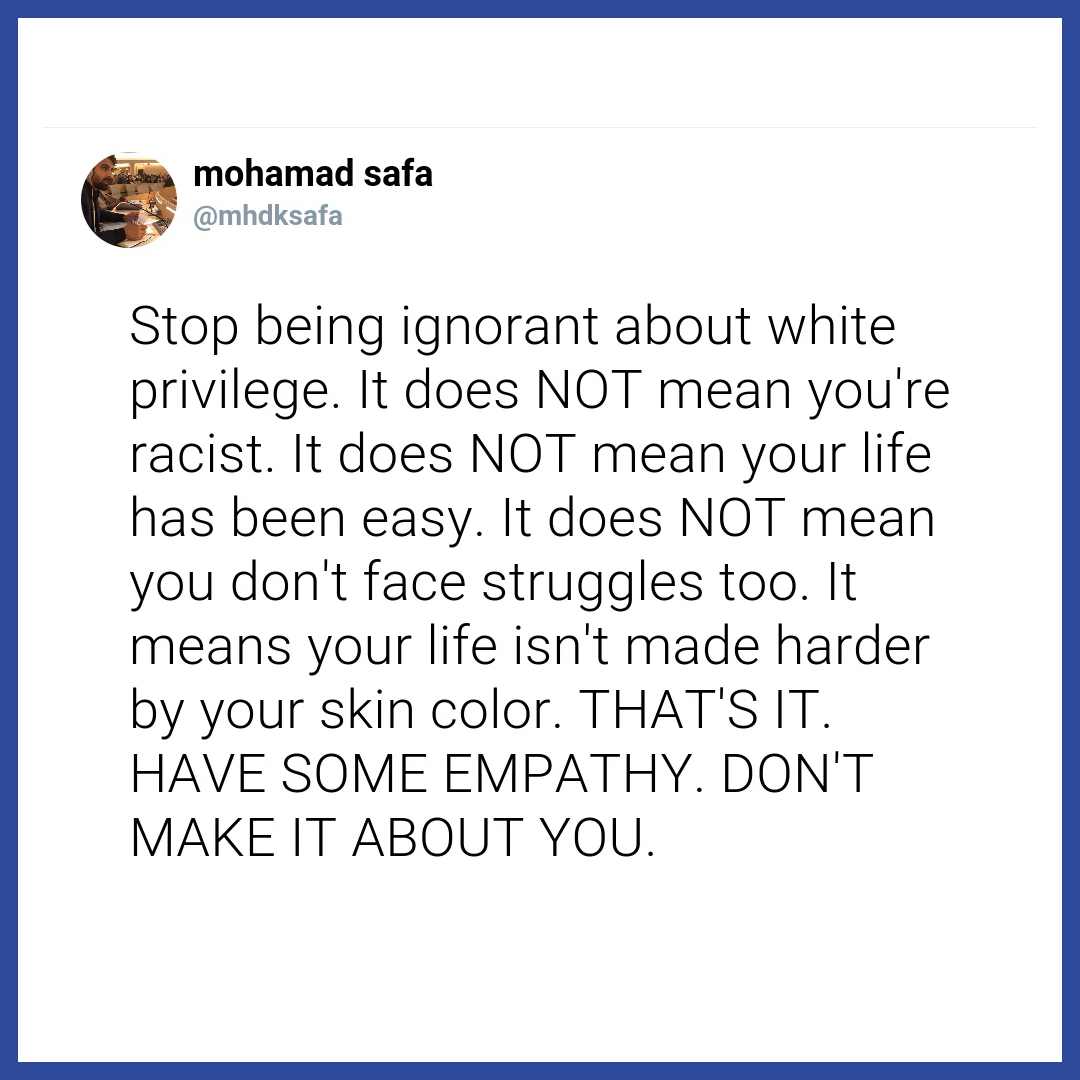 mohamad safa
@mhdksafa
Stop being ignorant about white
privilege. It does NOT mean you're
racist. It does NOT mean your life
has been easy. It does NOT mean
you don't face struggles too. It
means your life isn't made harder
by your skin color. THAT'S IT.
HAVE SOME EMPATHY. DON'T
MAKE IT ABOUT YOU.